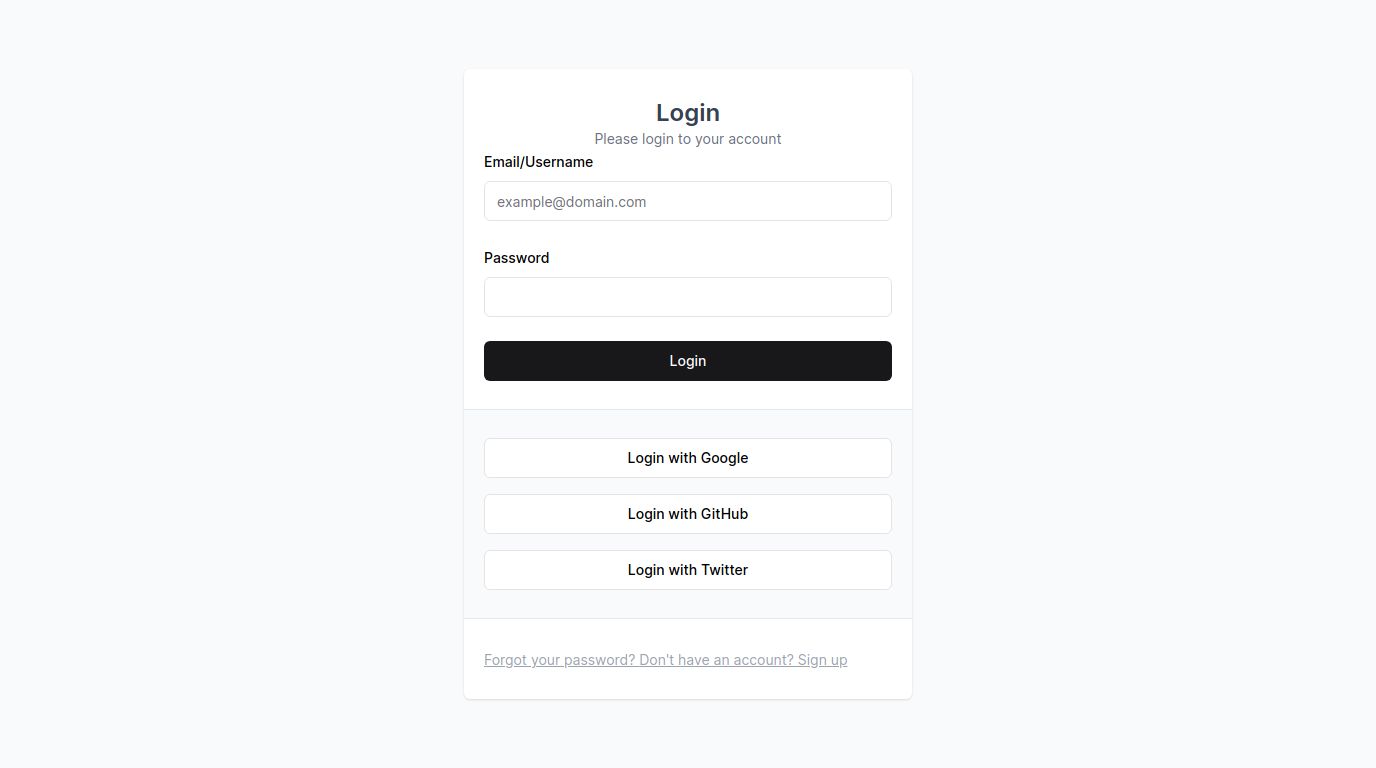 Login
Please login to your account
Email/Username
example@domain.com
Password
Login
Login with Google
Login with GitHub
Login with Twitter
Forgot your password? Don't have an account? Sign up